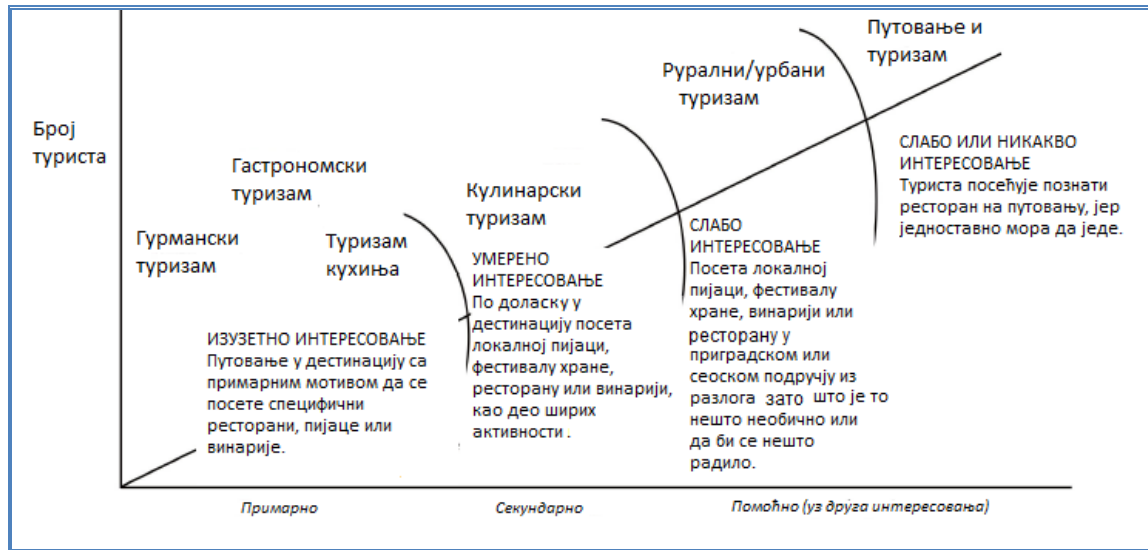 Број
туриста
Гурмански
туризам
Гастрономски
туризам
Туризам
кухиња
ИЗУЗЕТНО ИНТЕРЕСОВАЊЕ
Путовање у дестинацију са
примарним мотивом да се
посете специфични
ресторани, пијаце или
винарије.
Кулинарски
туризам
УМЕРЕНО
ИНТЕРЕСОВАЊЕ
По доласку у
дестинацију посета
локалној пијаци,
фестивалу хране,
ресторану или винарији,
као део ширих
активности.
Рурални/урбани
туризам
СЛАБО
ИНТЕРЕСОВАЊЕ
Посета локалној
пијаци, фестивалу
хране, винарији или
ресторану у
приградском или
сеоском подручју из
разлога зато што је то
нешто необично или
да би се нешто
радило.
Путовање и
туризам
СЛАБО ИЛИ НИКАКВО
ИНТЕРЕСОВАЊЕ
Туриста посећује познати
ресторан на путовању, јер
једноставно мора да једе.
Примарно
Секундарно
Помоћно (уз друга интересовања)